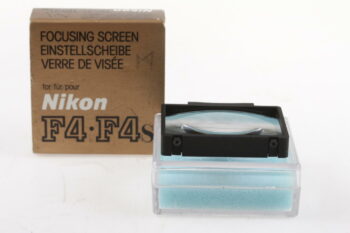 FOCUSING SCREEN
EINSTELLSCHEIBE
VERRE DE VISÉE
for für pour
Nikon
F4·F4s